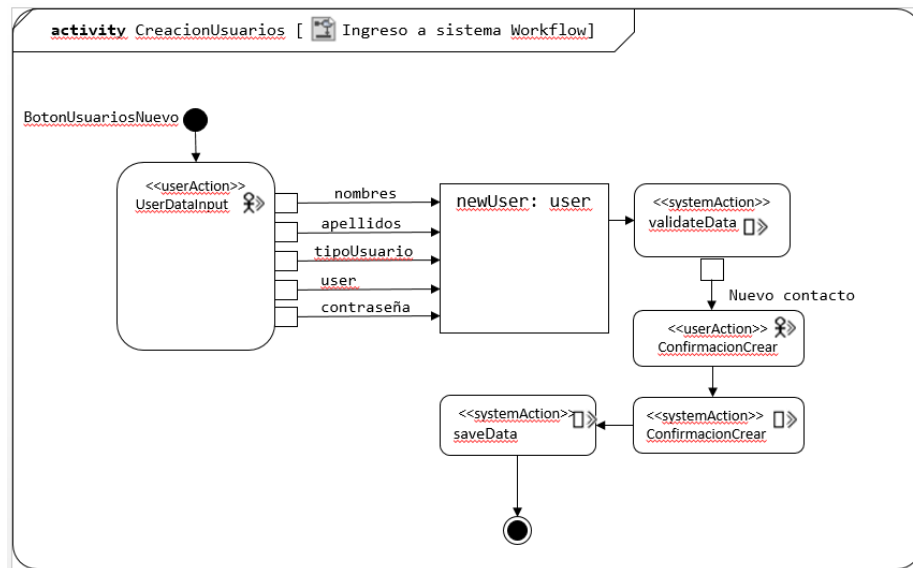 activity CreacionUsuarios [ Ingreso a sistema Workflow]
BotonUsuariosNuevo
<<userAction>>
UserDataInput
nombres
apellidos
tipoUsuario
user
contraseña
newUser: user
<<systemAction>>
validateData
Nuevo contacto
<<userAction>>
ConfirmacionCrear
<<systemAction>>
ConfirmacionCrear
<<systemAction>>
saveData